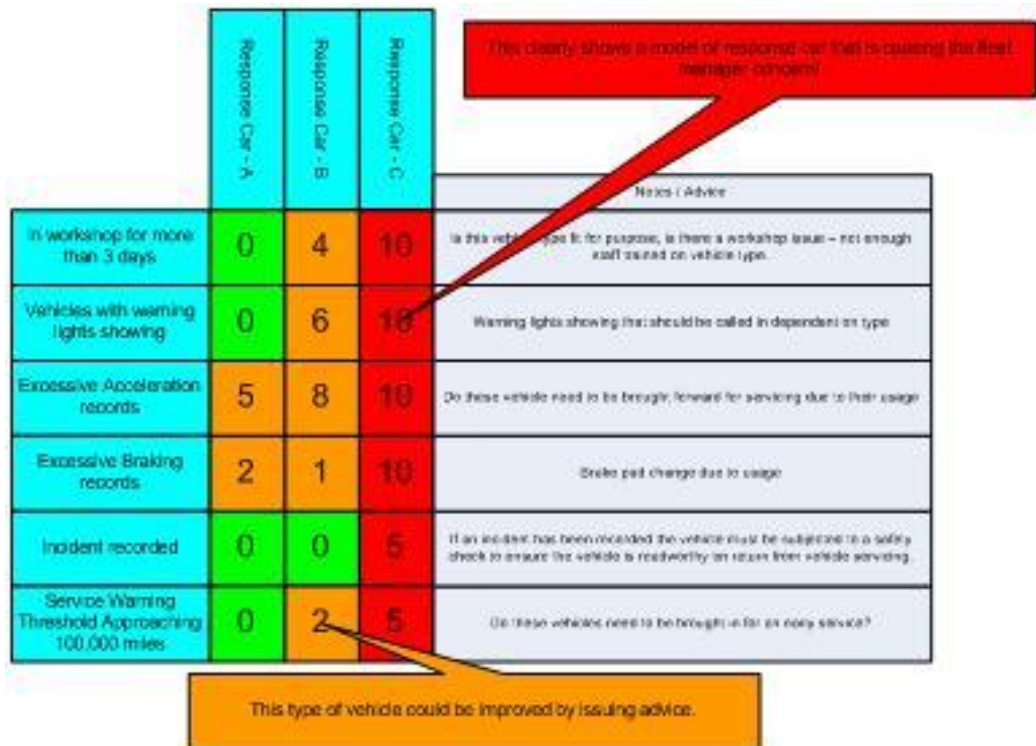 This clearly shows a model of response car that is causing the fleet
manager concern!
Response Car - A
Response Car - B
Response Car - C
Notes / Advice
In workshop for more
than 3 days
0
4
10
Is this vehicle type fit for purpose, is there a workshop issue – not enough
staff trained on vehicle type.
Vehicles with warning
lights showing
0
6
10
Warning lights showing that should be called in dependent on type
Excessive Acceleration
records
5
8
10
Do these vehicle need to be brought forward for servicing due to their usage
Excessive Braking
records
2
1
10
Brake pad change due to usage
Incident recorded
0
0
5
If an incident has been recorded the vehicle must be subjected to a safety
check to ensure the vehicle is roadworthy on return from vehicle servicing.
Service Warning
Threshold Approaching
100,000 miles
0
2
5
Do these vehicles need to be brought in for an early service?
This type of vehicle could be improved by issuing advice.